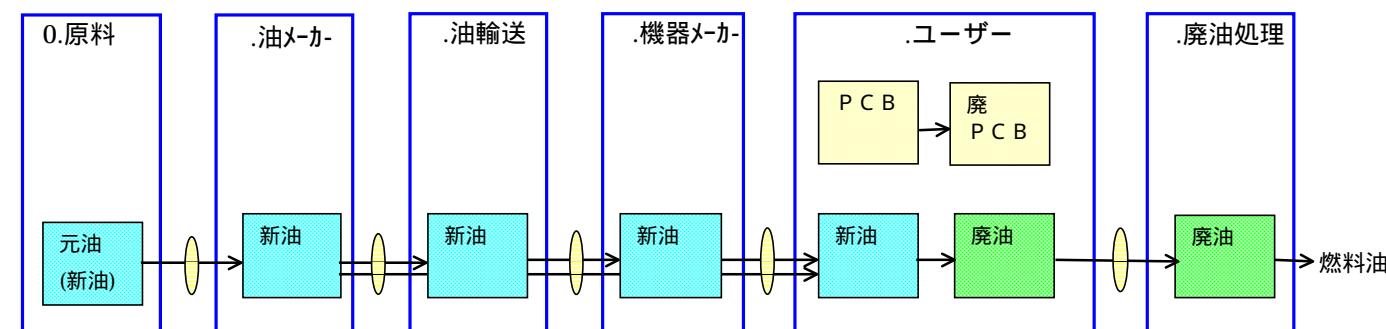 0.原料
.油ﾒｰｶ-
.油輸送
.機器ﾒｰｶ-
.ユーザー
.廃油処理
ＰＣＢ
廃
ＰＣＢ
元油
(新油)
新油
新油
新油
新油
廃油
廃油
燃料油